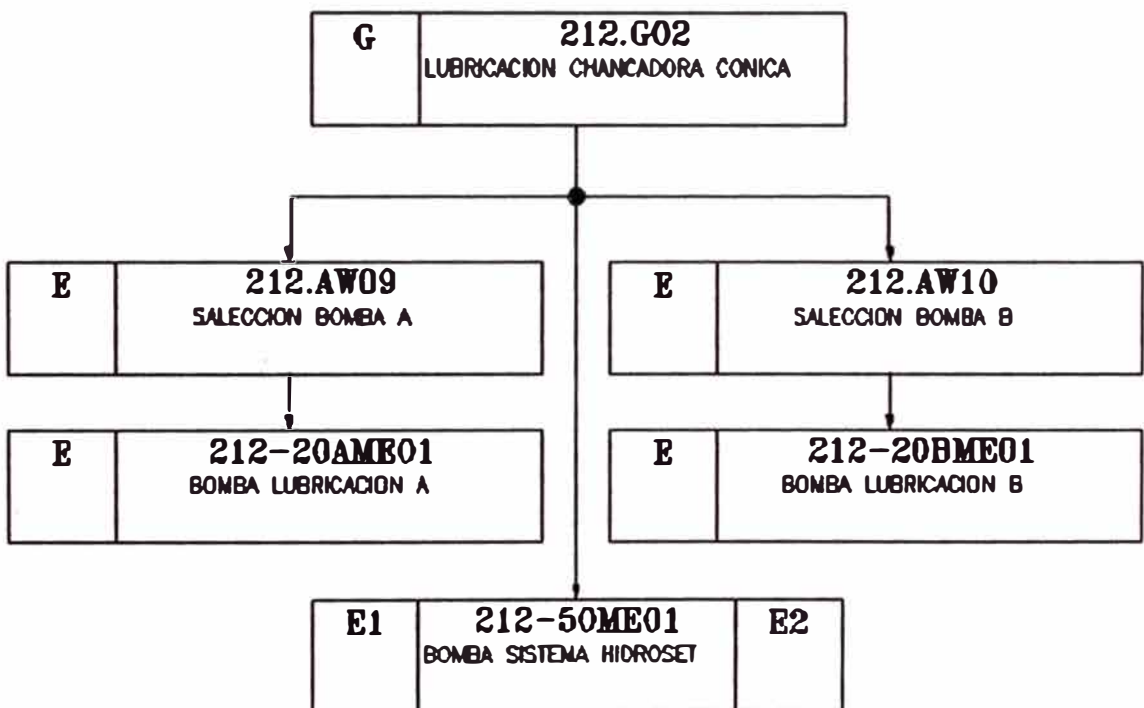 G 212.G02
LUBRICACION CHANCADORA CONICA
E 212.AW09
SALECCION BOMBA A
E 212.AW10
SALECCION BOMBA B
E 212-20AME01
BOMBA LUBRICACION A
E 212-20BME01
BOMBA LUBRICACION B
E1 212-50ME01 E2
BOMBA SISTEMA HIDROSET